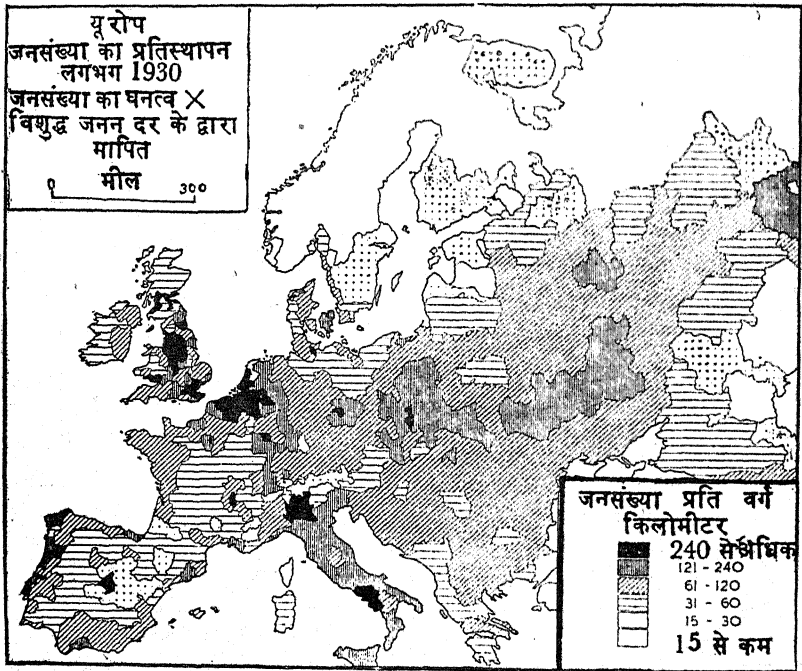 यूरोप
जनसंख्या का प्रतिस्थापन
लगभग 1930
जनसंख्या का घनत्व X
विशुद्ध जनन दर के द्वारा
मापित
मील
0 300
जनसंख्या प्रति वर्ग
किलोमीटर
240 से अधिक
121 - 240
61 - 120
31 - 60
15 - 30
15 से कम